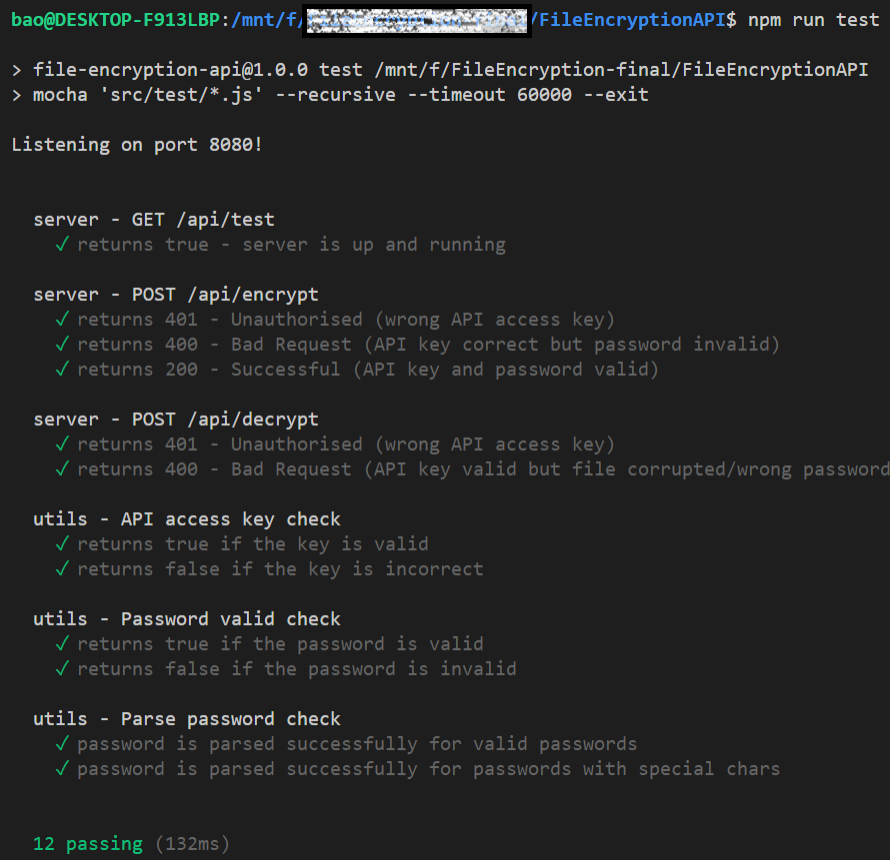 bao@DESKTOP-F913LBP:/mnt/f/ /FileEncryptionAPI$ npm run test
> file-encryption-api@1.0.0 test /mnt/f/FileEncryption-final/FileEncryptionAPI
> mocha 'src/test/*.js' --recursive --timeout 60000 --exit
Listening on port 8080!
server - GET /api/test
✓ returns true - server is up and running
server - POST /api/encrypt
✓ returns 401 - Unauthorised (wrong API access key)
✓ returns 400 - Bad Request (API key correct but password invalid)
✓ returns 200 - Successful (API key and password valid)
server - POST /api/decrypt
✓ returns 401 - Unauthorised (wrong API access key)
✓ returns 400 - Bad Request (API key valid but file corrupted/wrong password
utils - API access key check
✓ returns true if the key is valid
✓ returns false if the key is incorrect
utils - Password valid check
✓ returns true if the password is valid
✓ returns false if the password is invalid
utils - Parse password check
✓ password is parsed successfully for valid passwords
✓ password is parsed successfully for passwords with special chars
12 passing (132ms)